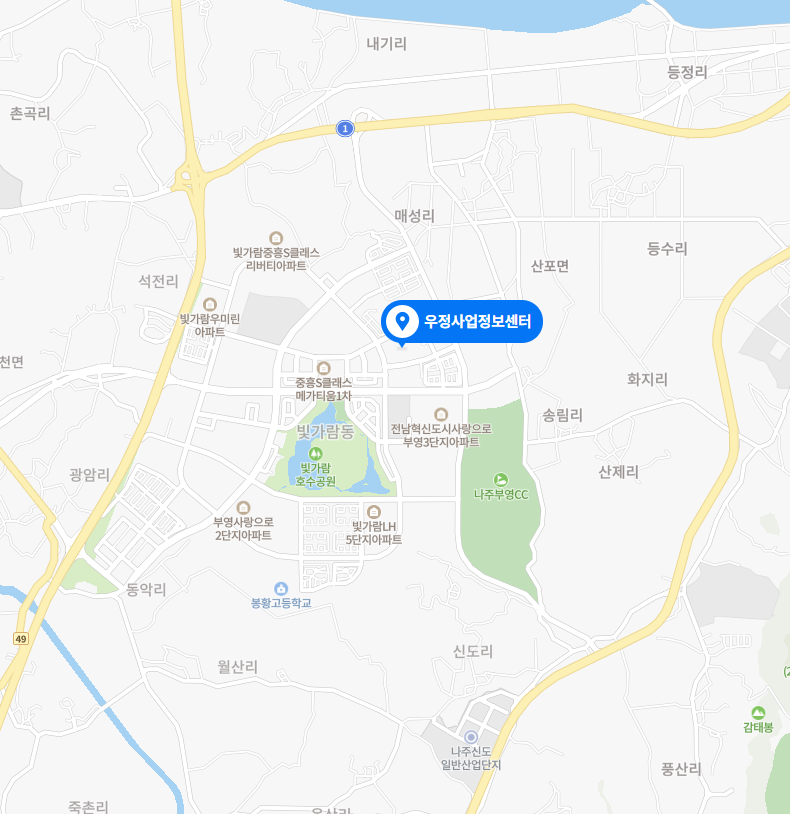 내기리
등정리
촌곡리
1
매성리
빛가람중흥S클래스
리버티아파트
등수리
산포면
석전리
빛가람우미린
아파트
우정사업정보센터
천면
중흥S클래스
메가티움1차
화지리
송림리
전남혁신도시사랑으로
부영3단지아파트
빛가람동
빛가람
호수공원
광암리
산제리
나주부영CC
부영사랑으로
2단지아파트
빛가람LH
5단지아파트
동악리
봉황고등학교
49
신도리
월산리
(2
감태봉
나주신도
일반산업단지
풍산리
죽촌리